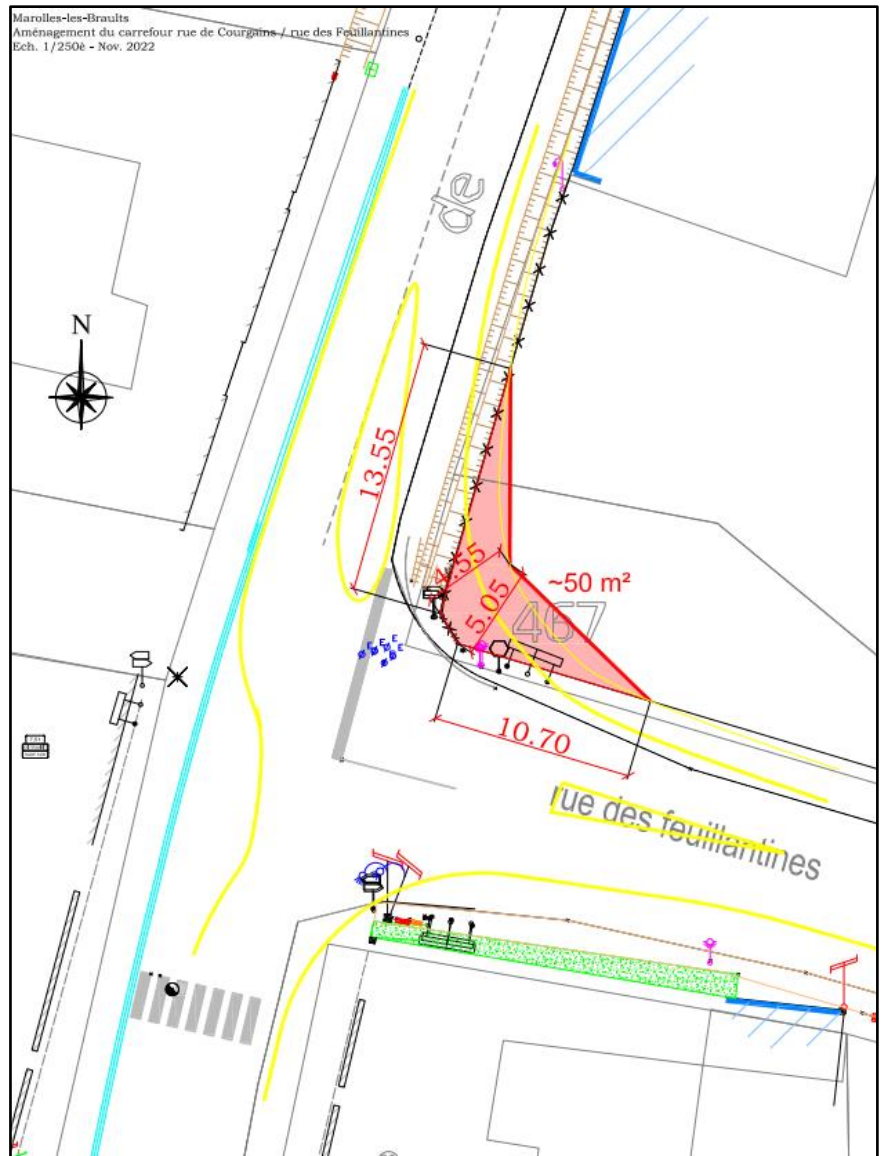 Marolles-les-Braults
Aménagement du carrefour rue de Courgains / rue des Feuillantines
Ech. 1/250è - Nov. 2022
de
N
13.55
4.55
~50 m²
5.05
467
E
E
E
E
E
10.70
rue des feuillantines